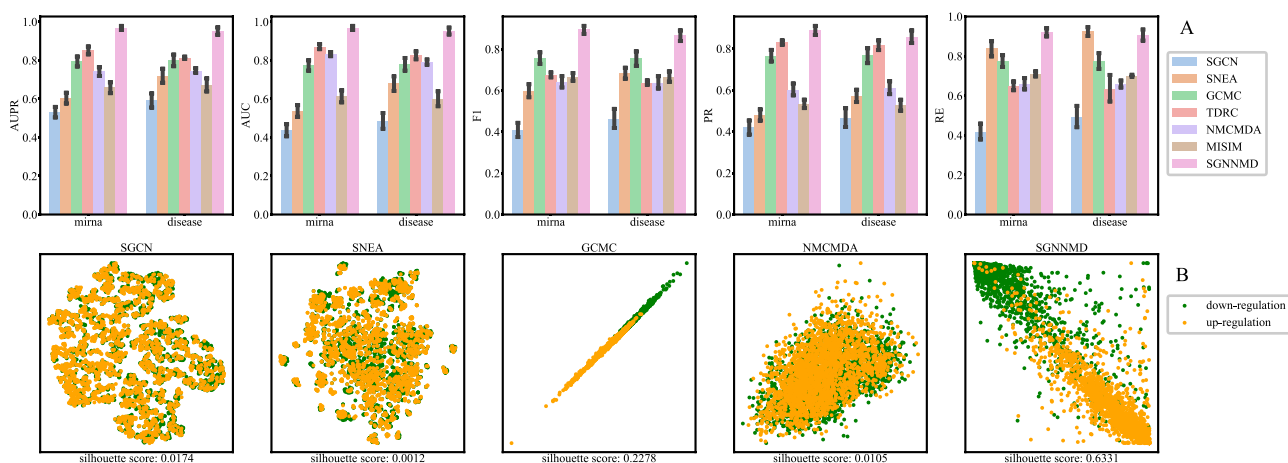 A
AUPR
0.0
0.2
0.4
0.6
0.8
1.0
mirna
disease
AUC
0.0
0.2
0.4
0.6
0.8
1.0
mirna
disease
F1
0.0
0.2
0.4
0.6
0.8
mirna
disease
PR
0.0
0.2
0.4
0.6
0.8
mirna
disease
RE
0.0
0.2
0.4
0.6
0.8
1.0
mirna
disease
SGCN
SNEA
GCMC
TDRC
NMCMDA
MISIM
SGNNMD
B
SGCN
silhouette score: 0.0174
SNEA
silhouette score: 0.0012
GCMC
silhouette score: 0.2278
NMCMDA
silhouette score: 0.0105
SGNNMD
silhouette score: 0.6331
down-regulation
up-regulation